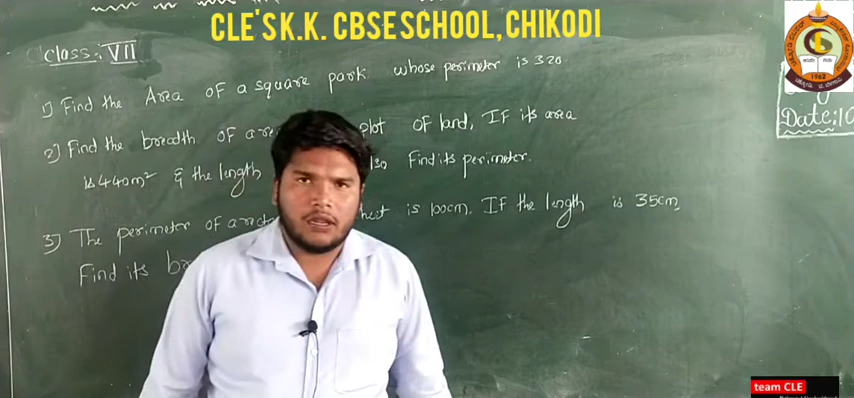 CLE'S K.K. CBSE SCHOOL, CHIKODI
Class: VII
1) Find the Area of a square park whose perimeter is 320
2) Find the breadth of a plot of land, If its area
is 440m² & the length Find its perimeter.
3) The perimeter of a is 100cm. If the length is 35cm
Find its
Date:
1962
team CLE